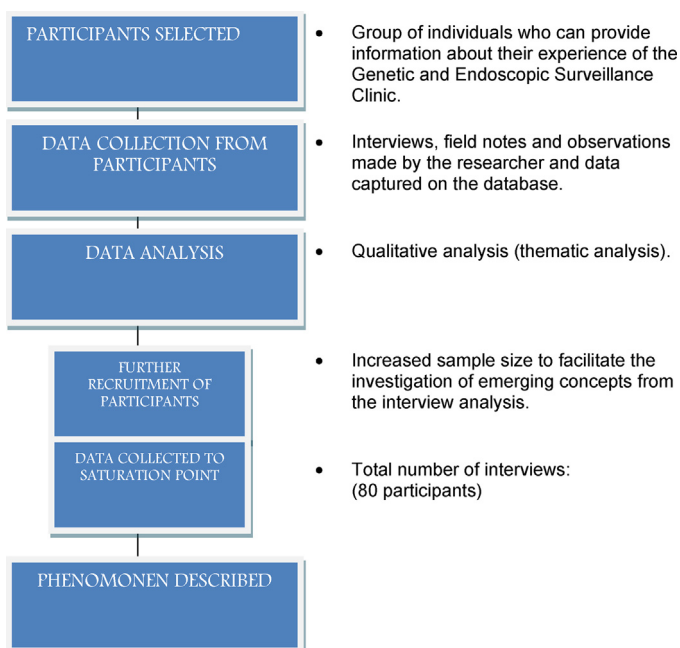 PARTICIPANTS SELECTED
• Group of individuals who can provide
information about their experience of the
Genetic and Endoscopic Surveillance
Clinic.
DATA COLLECTION FROM
PARTICIPANTS
• Interviews, field notes and observations
made by the researcher and data
captured on the database.
DATA ANALYSIS
• Qualitative analysis (thematic analysis).
FURTHER
RECRUITMENT OF
PARTICIPANTS
• Increased sample size to facilitate the
investigation of emerging concepts from
the interview analysis.
DATA COLLECTED TO
SATURATION POINT
• Total number of interviews:
(80 participants)
PHENOMONEN DESCRIBED